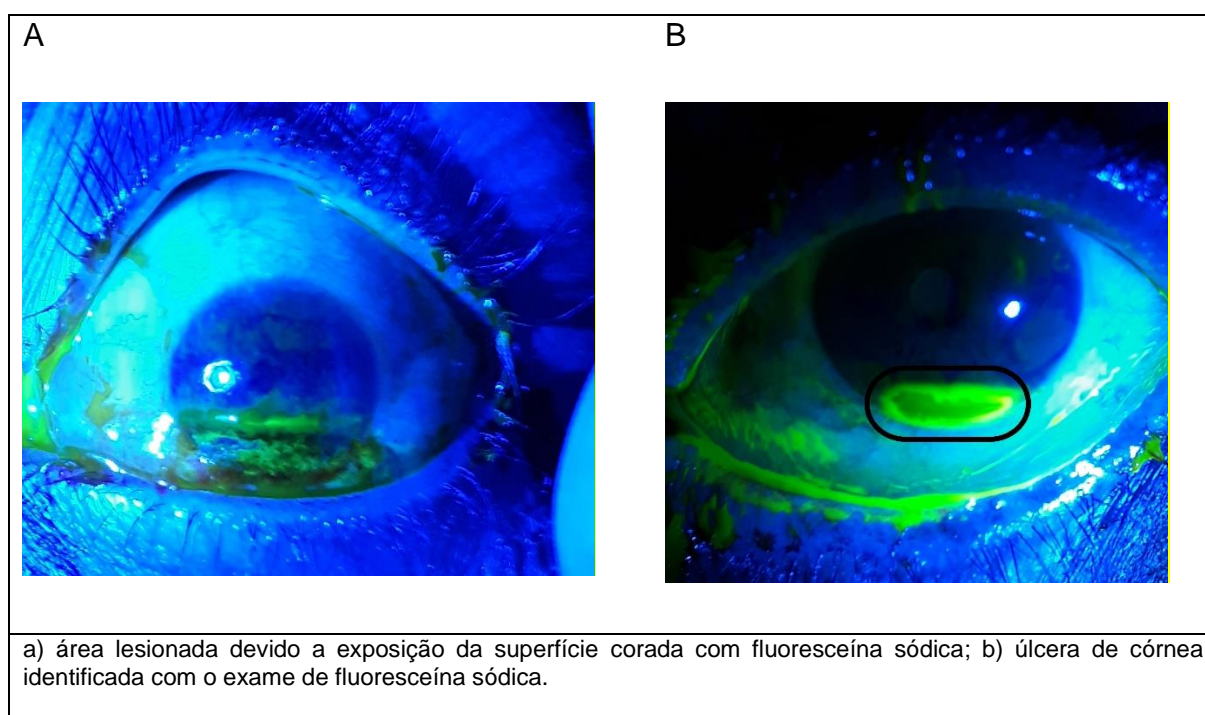 A
B
a) área lesionada devido a exposição da superfície corada com fluoresceína sódica; b) úlcera de córnea
identificada com o exame de fluoresceína sódica.